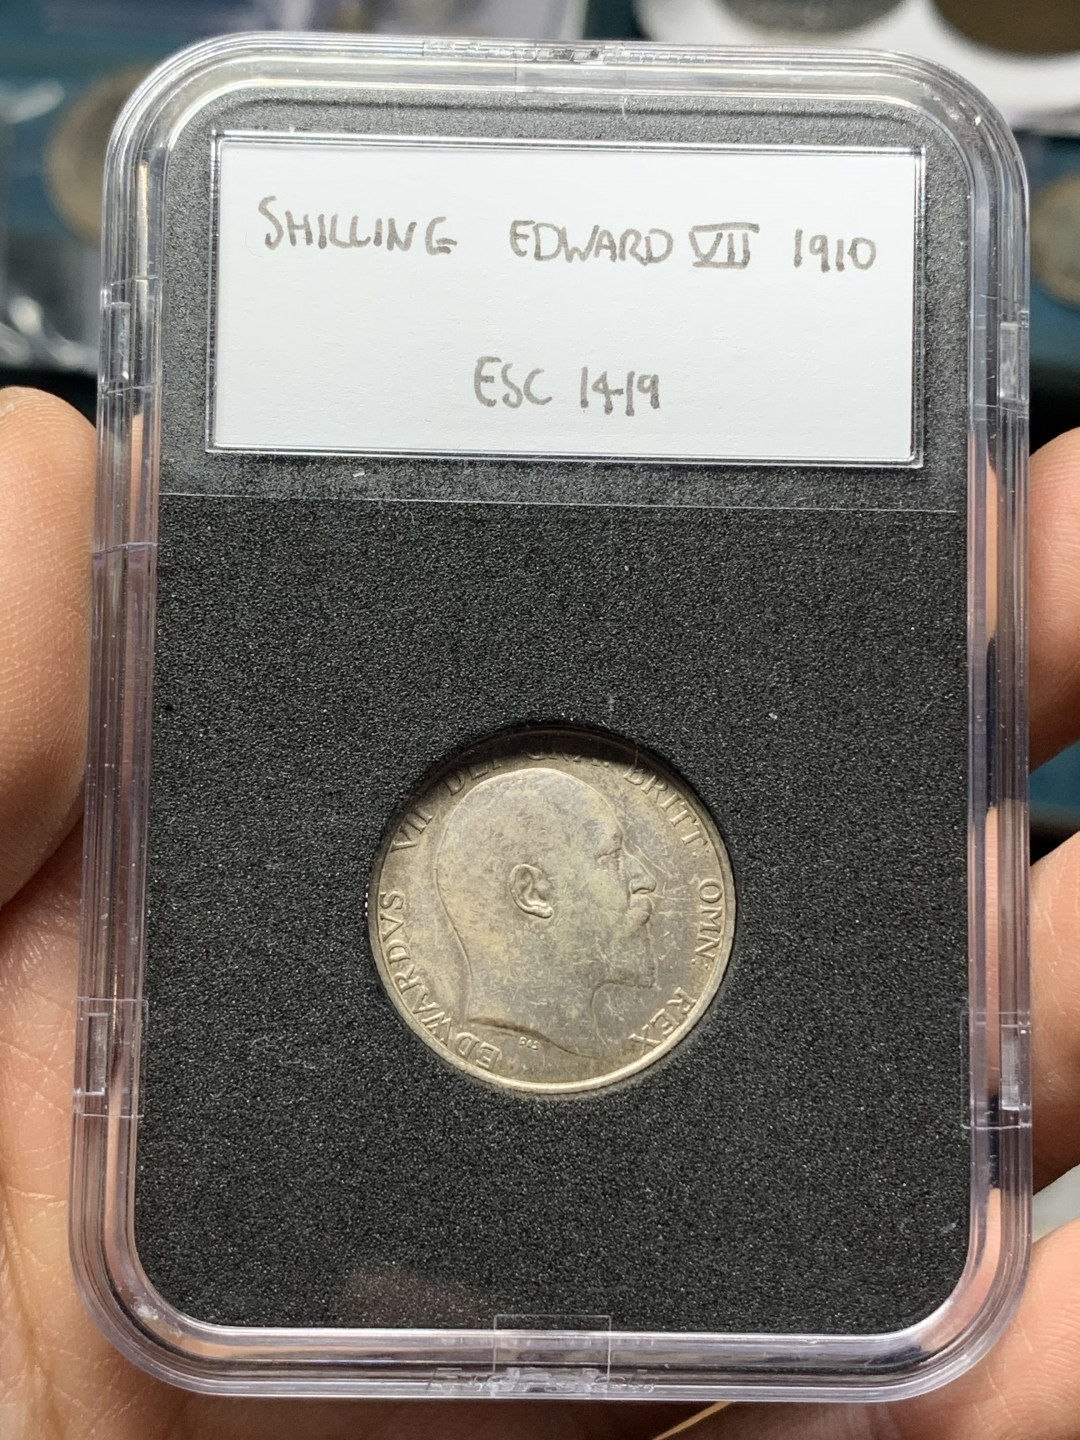 SHILLING EDWARD VII 1910
ESC 1419
EDWARDVS VII DEI GRA: BRITT: OMN: REX